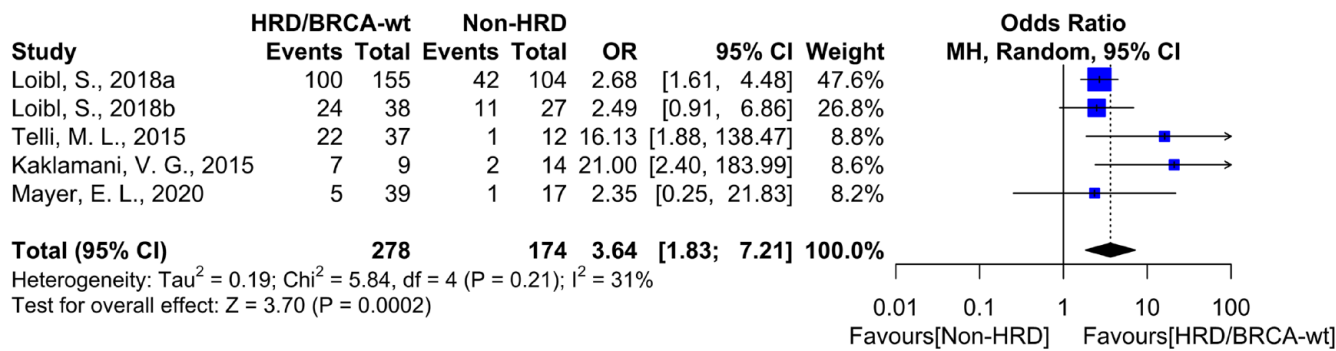 HRD/BRCA-wt Non-HRD Odds Ratio
Study Events Total Events Total OR 95% CI Weight MH, Random, 95% CI
Loibl, S., 2018a 100 155 42 104 2.68 [1.61, 4.48] 47.6%
Loibl, S., 2018b 24 38 11 27 2.49 [0.91, 6.86] 26.8%
Telli, M. L., 2015 22 37 1 12 16.13 [1.88, 138.47] 8.8%
Kaklamani, V. G., 2015 7 9 2 14 21.00 [2.40, 183.99] 8.6%
Mayer, E. L., 2020 5 39 1 17 2.35 [0.25, 21.83] 8.2%
Total (95% CI) 278 174 3.64 [1.83; 7.21] 100.0%
Heterogeneity: Tau² = 0.19; Chi² = 5.84, df = 4 (P = 0.21); I² = 31%
Test for overall effect: Z = 3.70 (P = 0.0002)
0.01 0.1 1 10 100
Favours[Non-HRD] Favours[HRD/BRCA-wt]